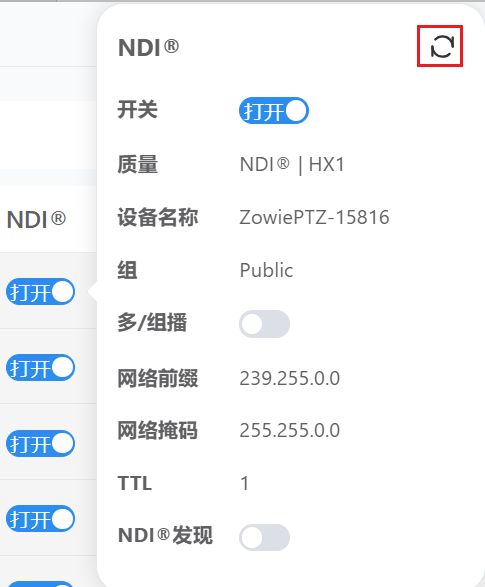 NDI®
开关 打开
质量 NDI® | HX1
设备名称 ZowiePTZ-15816
组 Public
多/组播
网络前缀 239.255.0.0
网络掩码 255.255.0.0
TTL 1
NDI®发现
NDI®
打开
打开
打开
打开